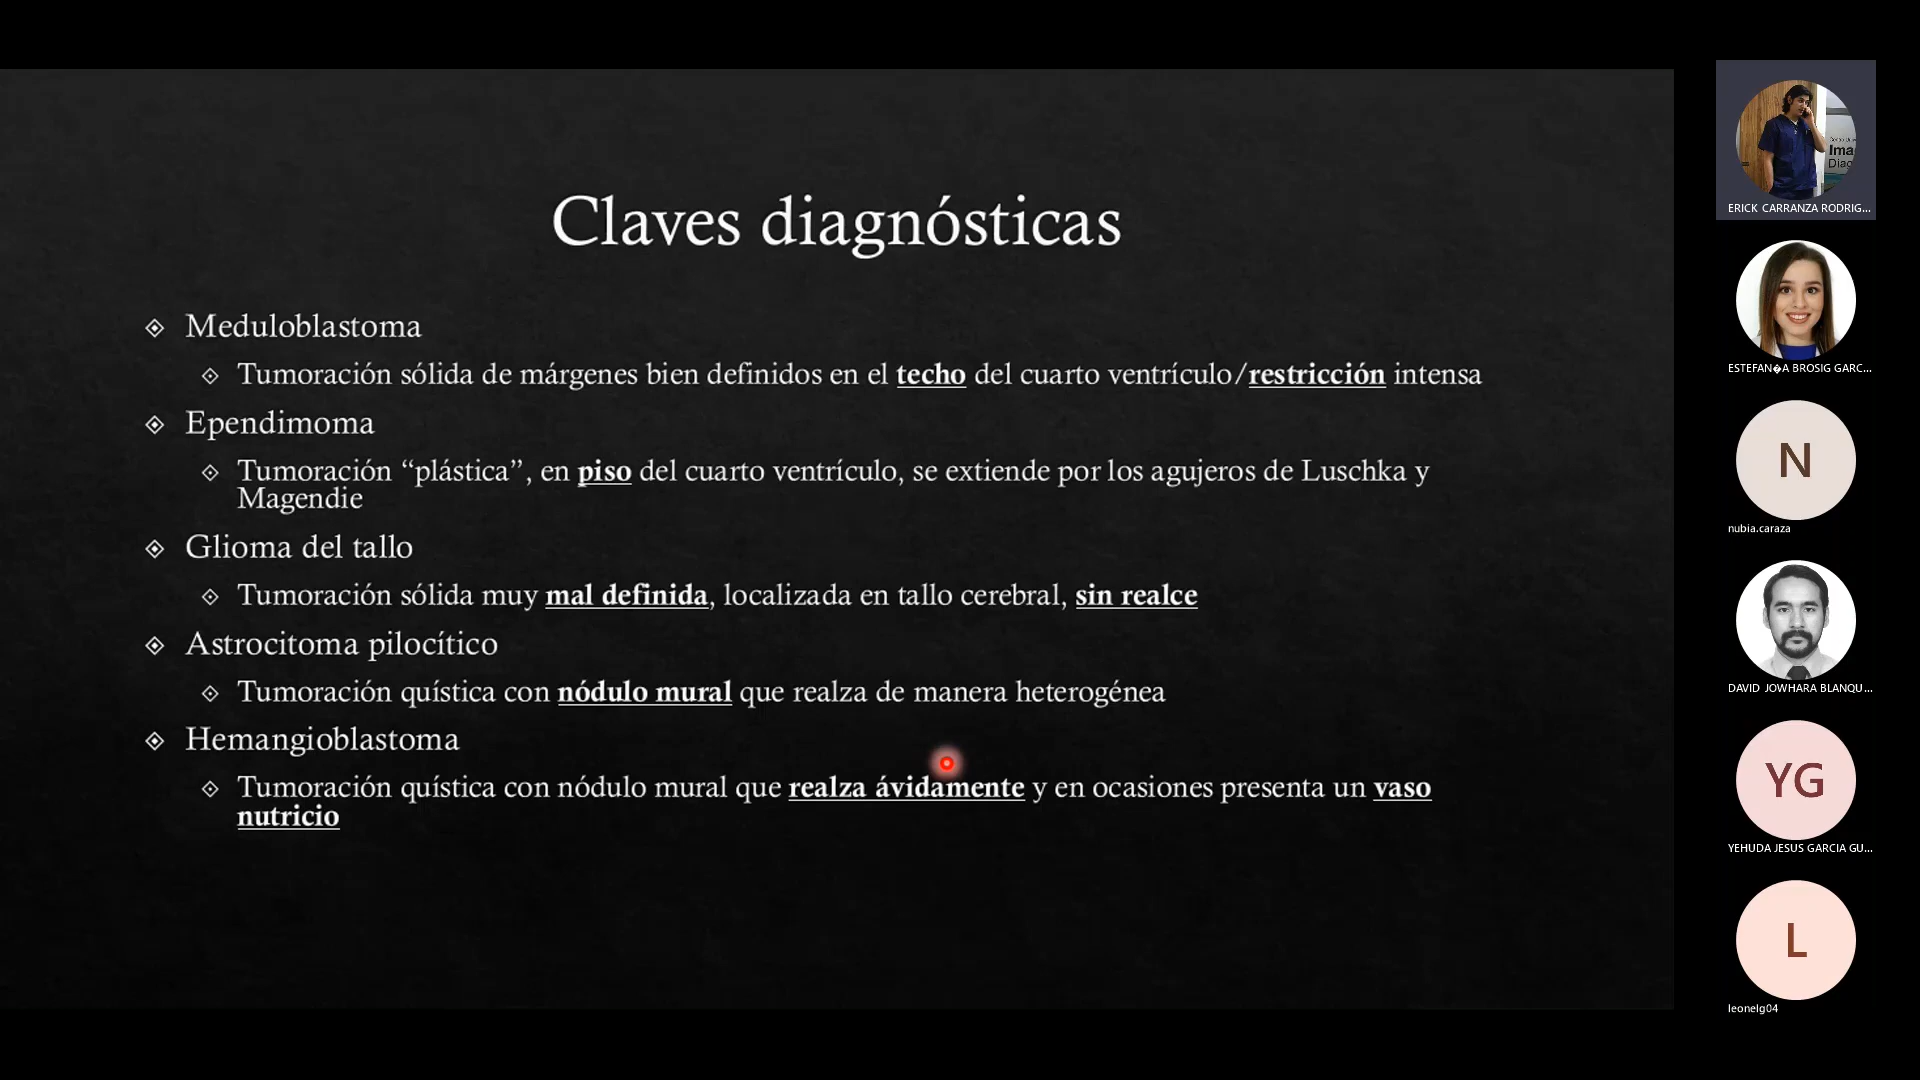 Claves diagnósticas
Meduloblastoma
Tumoración sólida de márgenes bien definidos en el techo del cuarto ventrículo/restricción intensa
Ependimoma
Tumoración “plástica”, en piso del cuarto ventrículo, se extiende por los agujeros de Luschka y
Magendie
Glioma del tallo
Tumoración sólida muy mal definida, localizada en tallo cerebral, sin realce
Astrocitoma pilocítico
Tumoración quística con nódulo mural que realza de manera heterogénea
Hemangioblastoma
Tumoración quística con nódulo mural que realza ávidamente y en ocasiones presenta un vaso
nutricio
Ima
Diag
ERICK CARRANZA RODRIG...
ESTEFAN�A BROSIG GARC...
N
nubia.caraza
DAVID JOWHARA BLANQU...
YG
YEHUDA JESUS GARCIA GU...
L
leonelg04